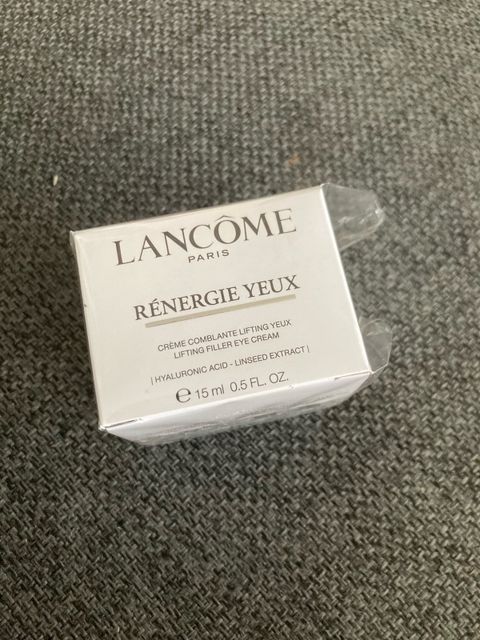 LANCÔME
PARIS
RÉNERGIE YEUX
CRÈME COMBLANTE LIFTING YEUX
LIFTING FILLER EYE CREAM
| HYALURONIC ACID - LINSEED EXTRACT |
℮ 15 ml 0.5 FL. OZ.